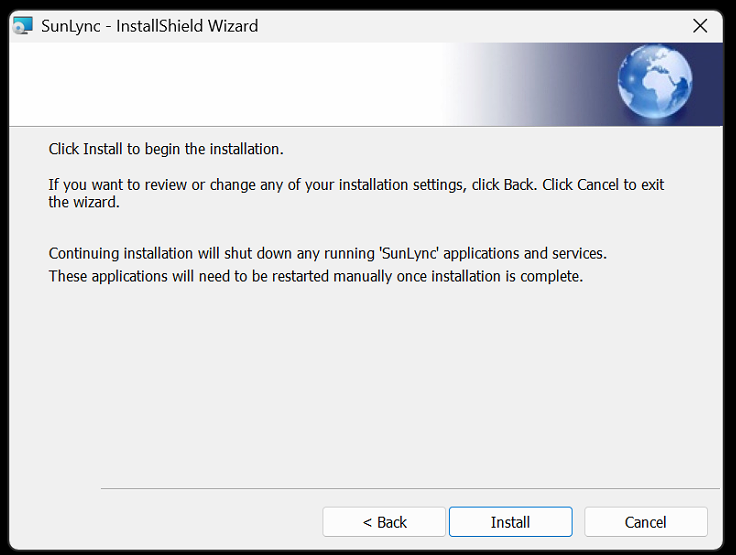 SunLync - InstallShield Wizard
Click Install to begin the installation.
If you want to review or change any of your installation settings, click Back. Click Cancel to exit
the wizard.
Continuing installation will shut down any running 'SunLync' applications and services.
These applications will need to be restarted manually once installation is complete.
< Back
Install
Cancel